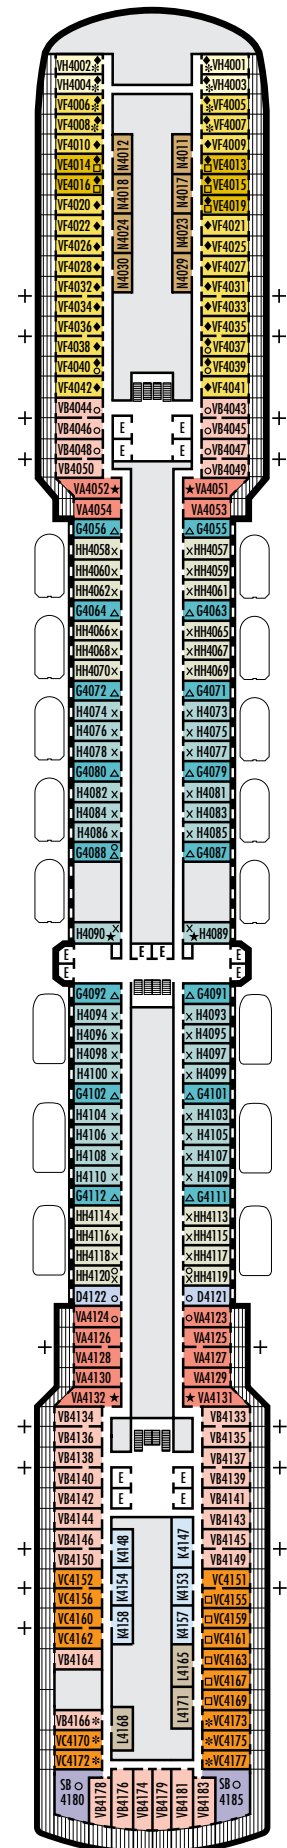 VH4002 VH4001
VH4004 VH4003
VF4006 VF4005
VF4008 VF4007
VF4010 N4012 N4011 VF4009
VE4014 VE4013
VE4016 N4018 N4017 VE4015
VF4020 VE4019
VF4022 N4024 N4023 VF4021
VF4026 VF4025
VF4028 N4030 N4029 VF4027
VF4032 VF4031
VF4034 VF4033
VF4036 VF4035
VF4038 VF4037
VF4040 VF4039
VF4042 VF4041
VB4044 VB4043
VB4046 E E VB4045
VB4048 E E VB4047
VB4050 VB4049
VA4052 VA4051
VA4054 VA4053
G4056 G4055
HH4058 HH4057
HH4060 HH4059
HH4062 HH4061
G4064 G4063
HH4066 HH4065
HH4068 HH4067
HH4070 HH4069
G4072 G4071
H4074 H4073
H4076 H4075
H4078 H4077
G4080 G4079
H4082 H4081
H4084 H4083
H4086 H4085
G4088 G4087
H4090 H4089
E E E E
E E
G4092 G4091
H4094 H4093
H4096 H4095
H4098 H4097
H4100 H4099
G4102 G4101
H4104 H4103
H4106 H4105
H4108 H4107
H4110 H4109
G4112 G4111
HH4114 HH4113
HH4116 HH4115
HH4118 HH4117
HH4120 HH4119
D4122 D4121
VA4124 VA4123
VA4126 VA4125
VA4128 VA4127
VA4130 VA4129
VA4132 VA4131
VB4134 VB4133
VB4136 VB4135
VB4138 VB4137
VB4140 E E VB4139
VB4142 E E VB4141
VB4144 VB4143
VB4146 K4148 K4147 VB4145
VB4150 VB4149
VC4152 K4154 K4153 VC4151
VC4156 VC4155
VC4160 K4158 K4157 VC4159
VC4162 VC4161
VB4164 L4165 VC4163
VC4167
L4171 VC4169
VB4166 L4168 VC4173
VC4170 VC4175
VC4172 VC4177
SB 4180 VB4178 VB4176 VB4174 VB4179 VB4181 VB4183 SB 4185